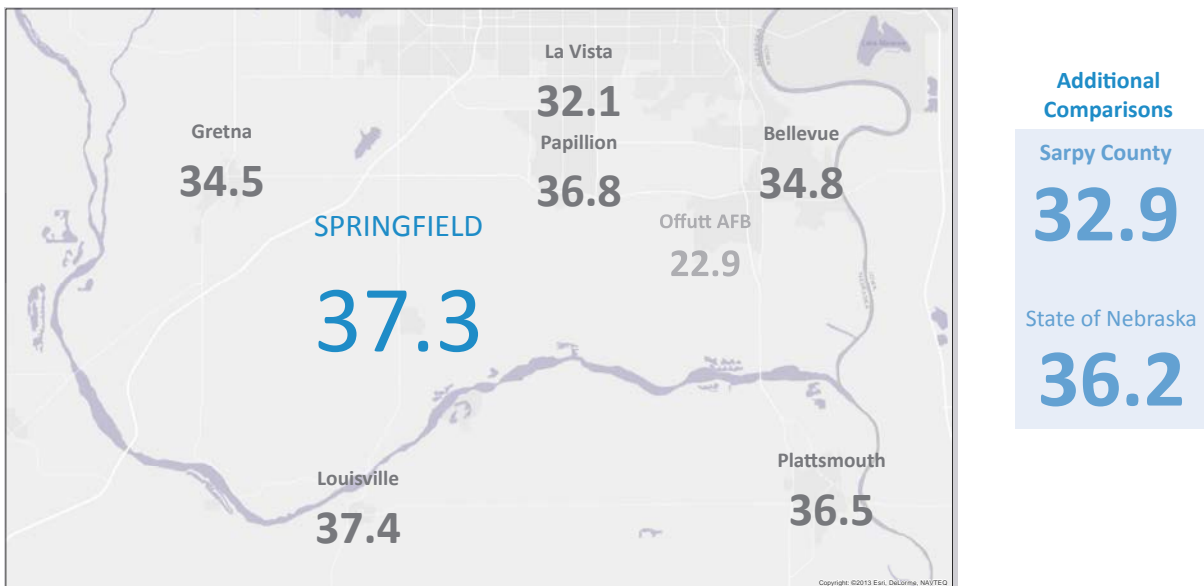 La Vista
32.1
Gretna
34.5
Papillion
36.8
Bellevue
34.8
SPRINGFIELD
37.3
Offutt AFB
22.9
Louisville
37.4
Plattsmouth
36.5
Copyright: ©2013 Esri, DeLorme, NAVTEQ
Additional
Comparisons
Sarpy County
32.9
State of Nebraska
36.2